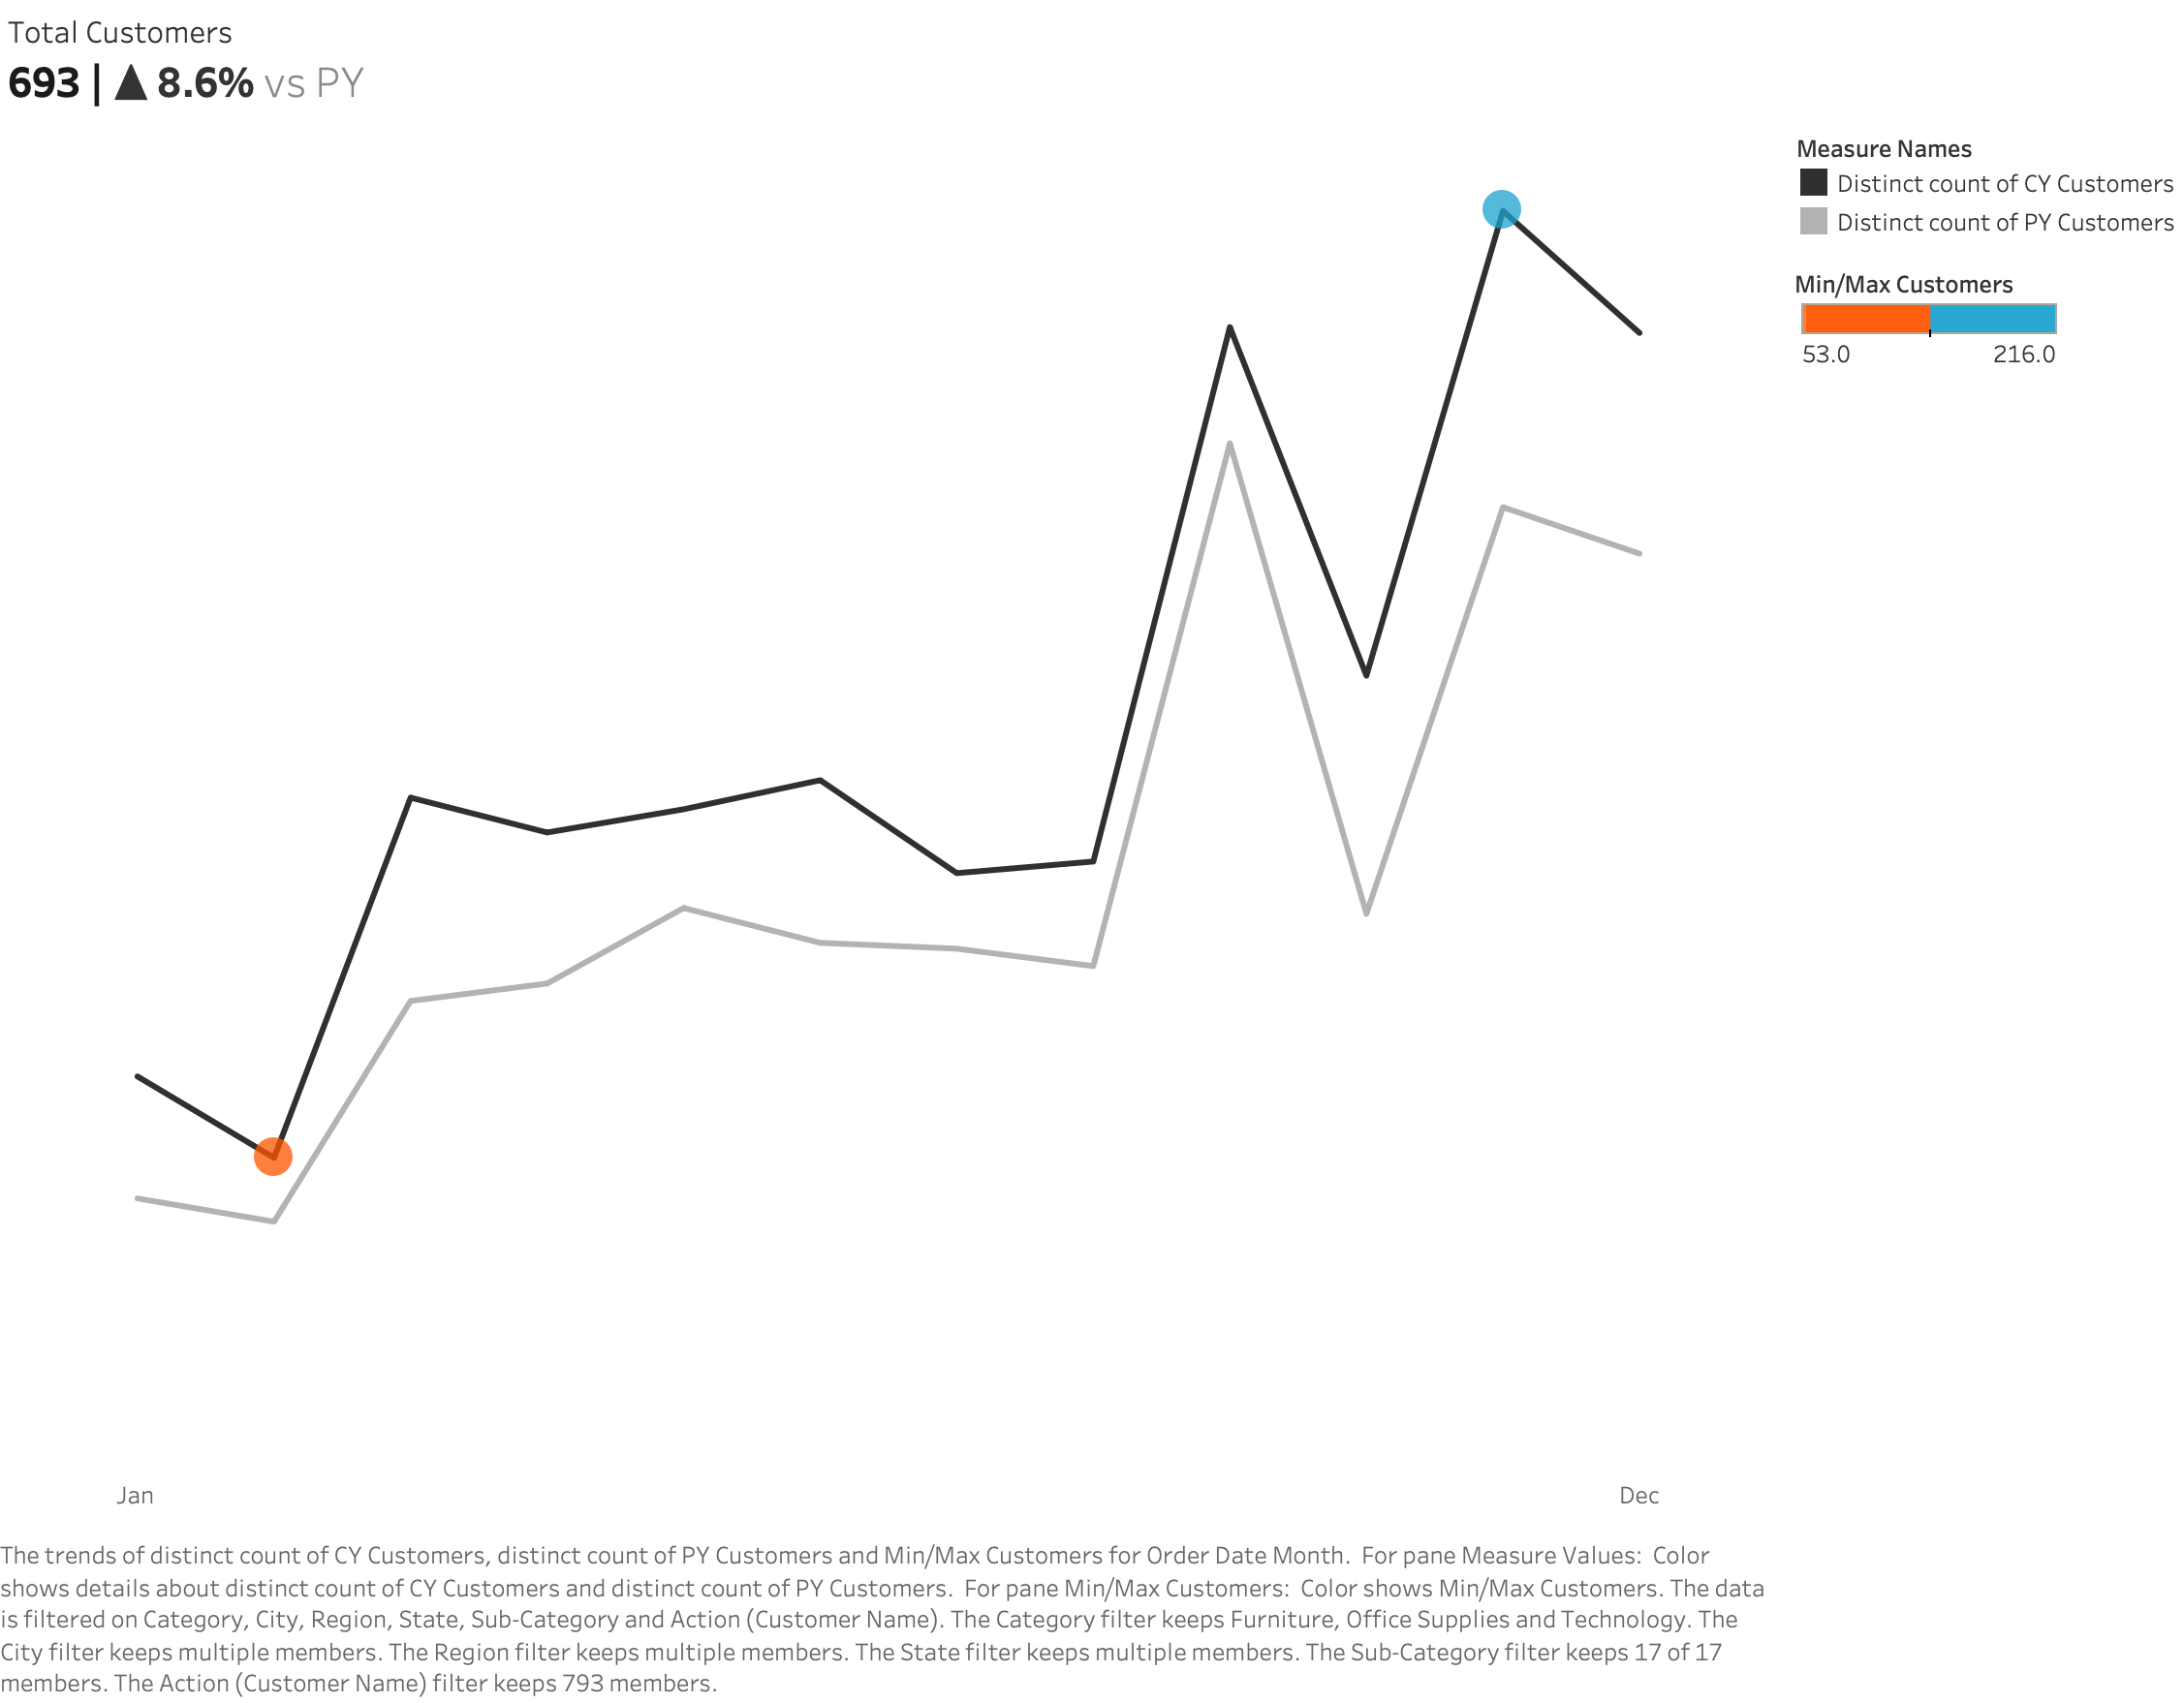 Total Customers
693 | ▲ 8.6% vs PY
Measure Names
Distinct count of CY Customers
Distinct count of PY Customers
Min/Max Customers
53.0 216.0
Jan Dec
The trends of distinct count of CY Customers, distinct count of PY Customers and Min/Max Customers for Order Date Month.  For pane Measure Values:  Color
shows details about distinct count of CY Customers and distinct count of PY Customers.  For pane Min/Max Customers:  Color shows Min/Max Customers. The data
is filtered on Category, City, Region, State, Sub-Category and Action (Customer Name). The Category filter keeps Furniture, Office Supplies and Technology. The
City filter keeps multiple members. The Region filter keeps multiple members. The State filter keeps multiple members. The Sub-Category filter keeps 17 of 17
members. The Action (Customer Name) filter keeps 793 members.